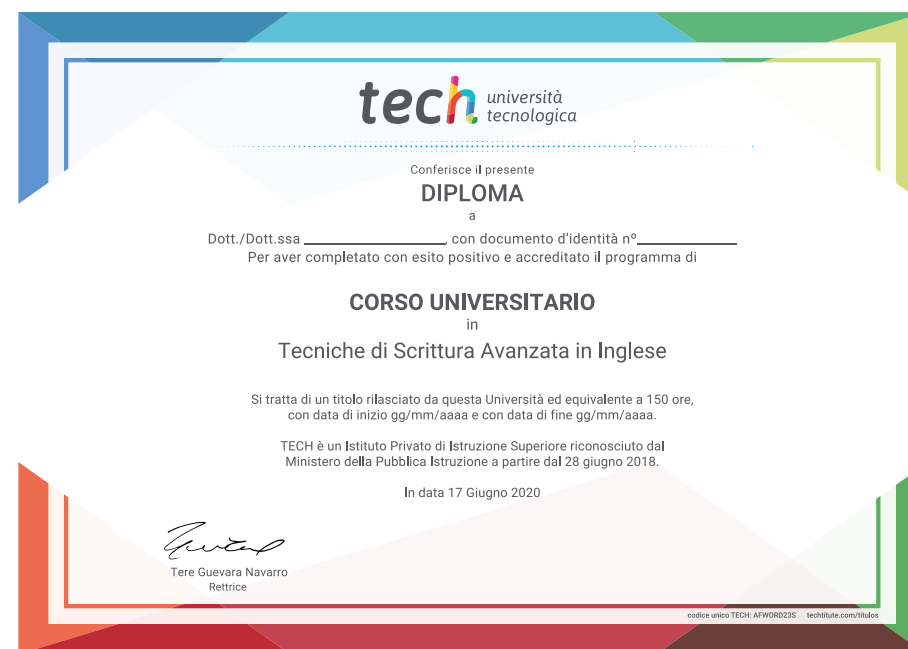 tech università
tecnologica
Conferisce il presente
DIPLOMA
a
Dott./Dott.ssa ____________________, con documento d'identità nº______________
Per aver completato con esito positivo e accreditato il programma di
CORSO UNIVERSITARIO
in
Tecniche di Scrittura Avanzata in Inglese
Si tratta di un titolo rilasciato da questa Università ed equivalente a 150 ore,
con data di inizio gg/mm/aaaa e con data di fine gg/mm/aaaa.
TECH è un Istituto Privato di Istruzione Superiore riconosciuto dal
Ministero della Pubblica Istruzione a partire dal 28 giugno 2018.
In data 17 Giugno 2020
Tere Guevara Navarro
Rettrice
codice unico TECH: AFWORD23S techtitute.com/titulos